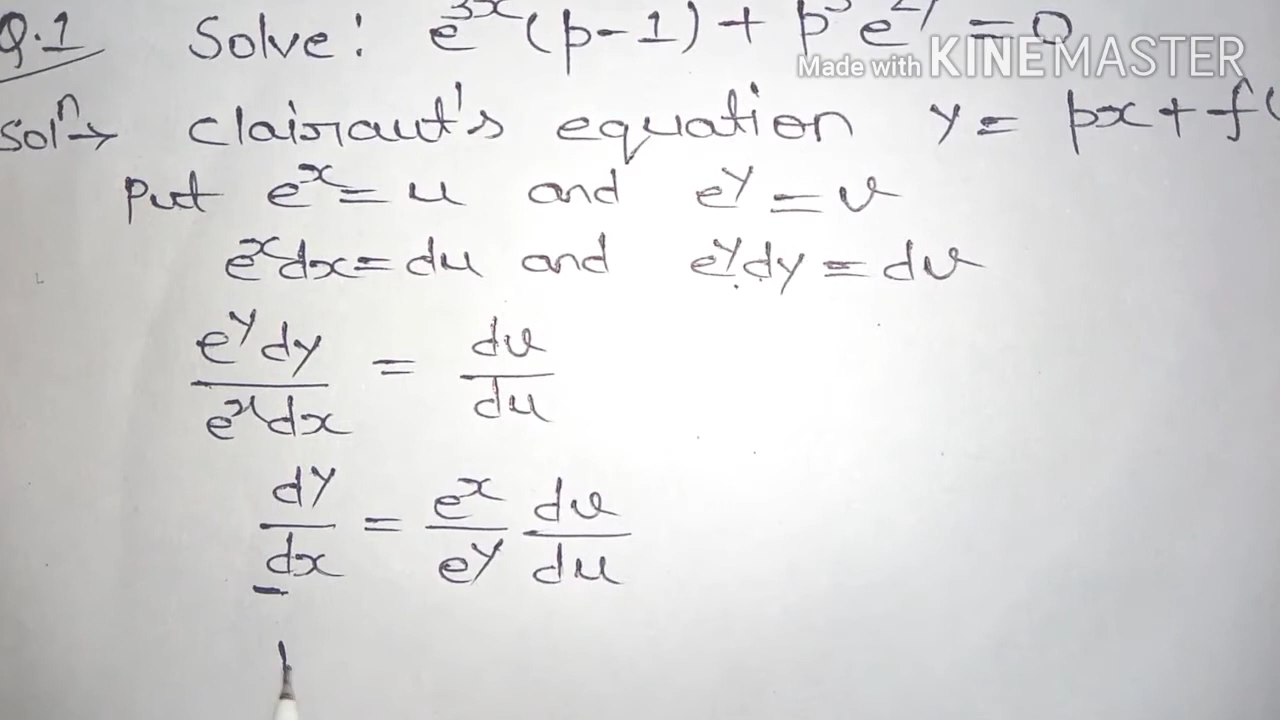 Q.1 Solve: e^{3x}(p-1) + p^3 e^{2y} = 0
Made with KINEMASTER
Sol^n → Clairaut's equation y = px + f(
Put e^x = u and e^y = v
e^x dx = du and e^y dy = dv
e^y dy / e^x dx = dv / du
dy / dx = e^x / e^y dv / du